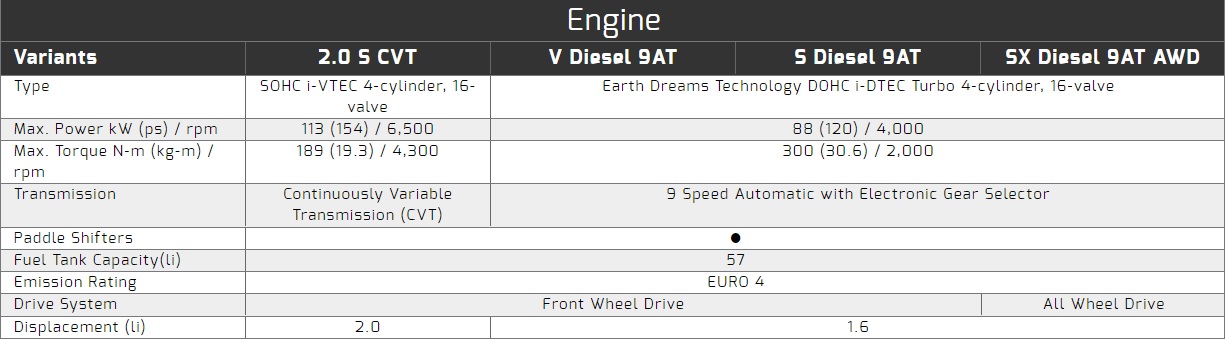 Engine
Variants 2.0 S CVT V Diesel 9AT S Diesel 9AT SX Diesel 9AT AWD
Type SOHC i-VTEC 4-cylinder, 16- Earth Dreams Technology DOHC i-DTEC Turbo 4-cylinder, 16-valve
valve
Max. Power kW (ps) / rpm 113 (154) / 6,500 88 (120) / 4,000
Max. Torque N-m (kg-m) / 189 (19.3) / 4,300 300 (30.6) / 2,000
rpm
Transmission Continuously Variable 9 Speed Automatic with Electronic Gear Selector
Transmission (CVT)
Paddle Shifters ●
Fuel Tank Capacity(li) 57
Emission Rating EURO 4
Drive System Front Wheel Drive All Wheel Drive
Displacement (li) 2.0 1.6